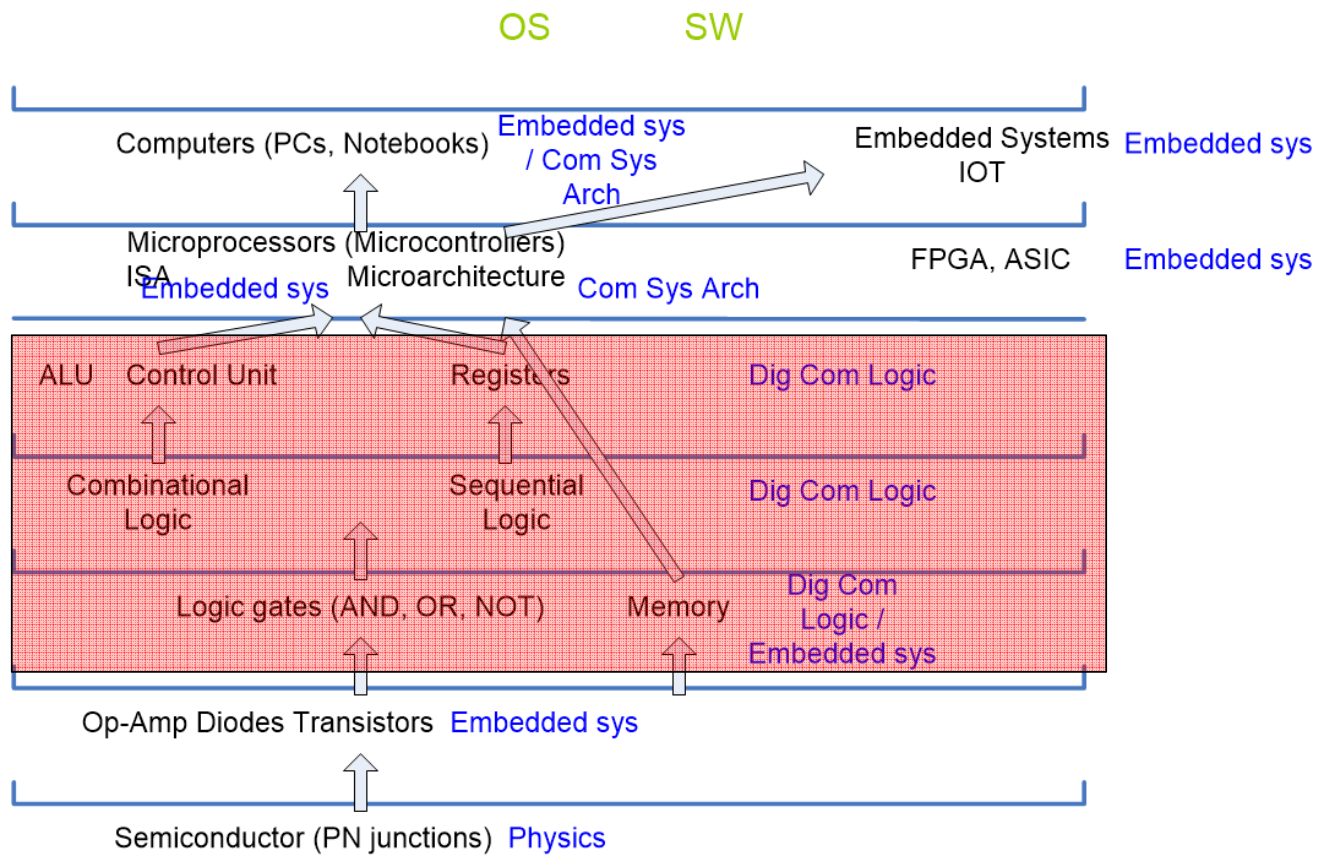 OS SW
Computers (PCs, Notebooks)
Embedded sys
/ Com Sys
Arch
Embedded Systems
IOT
Embedded sys
Microprocessors (Microcontrollers)
ISA Microarchitecture
Embedded sys
Com Sys Arch
FPGA, ASIC
Embedded sys
ALU Control Unit
Registers
Dig Com Logic
Combinational
Logic
Sequential
Logic
Dig Com Logic
Logic gates (AND, OR, NOT)
Memory
Dig Com
Logic /
Embedded sys
Op-Amp Diodes Transistors
Embedded sys
Semiconductor (PN junctions)
Physics